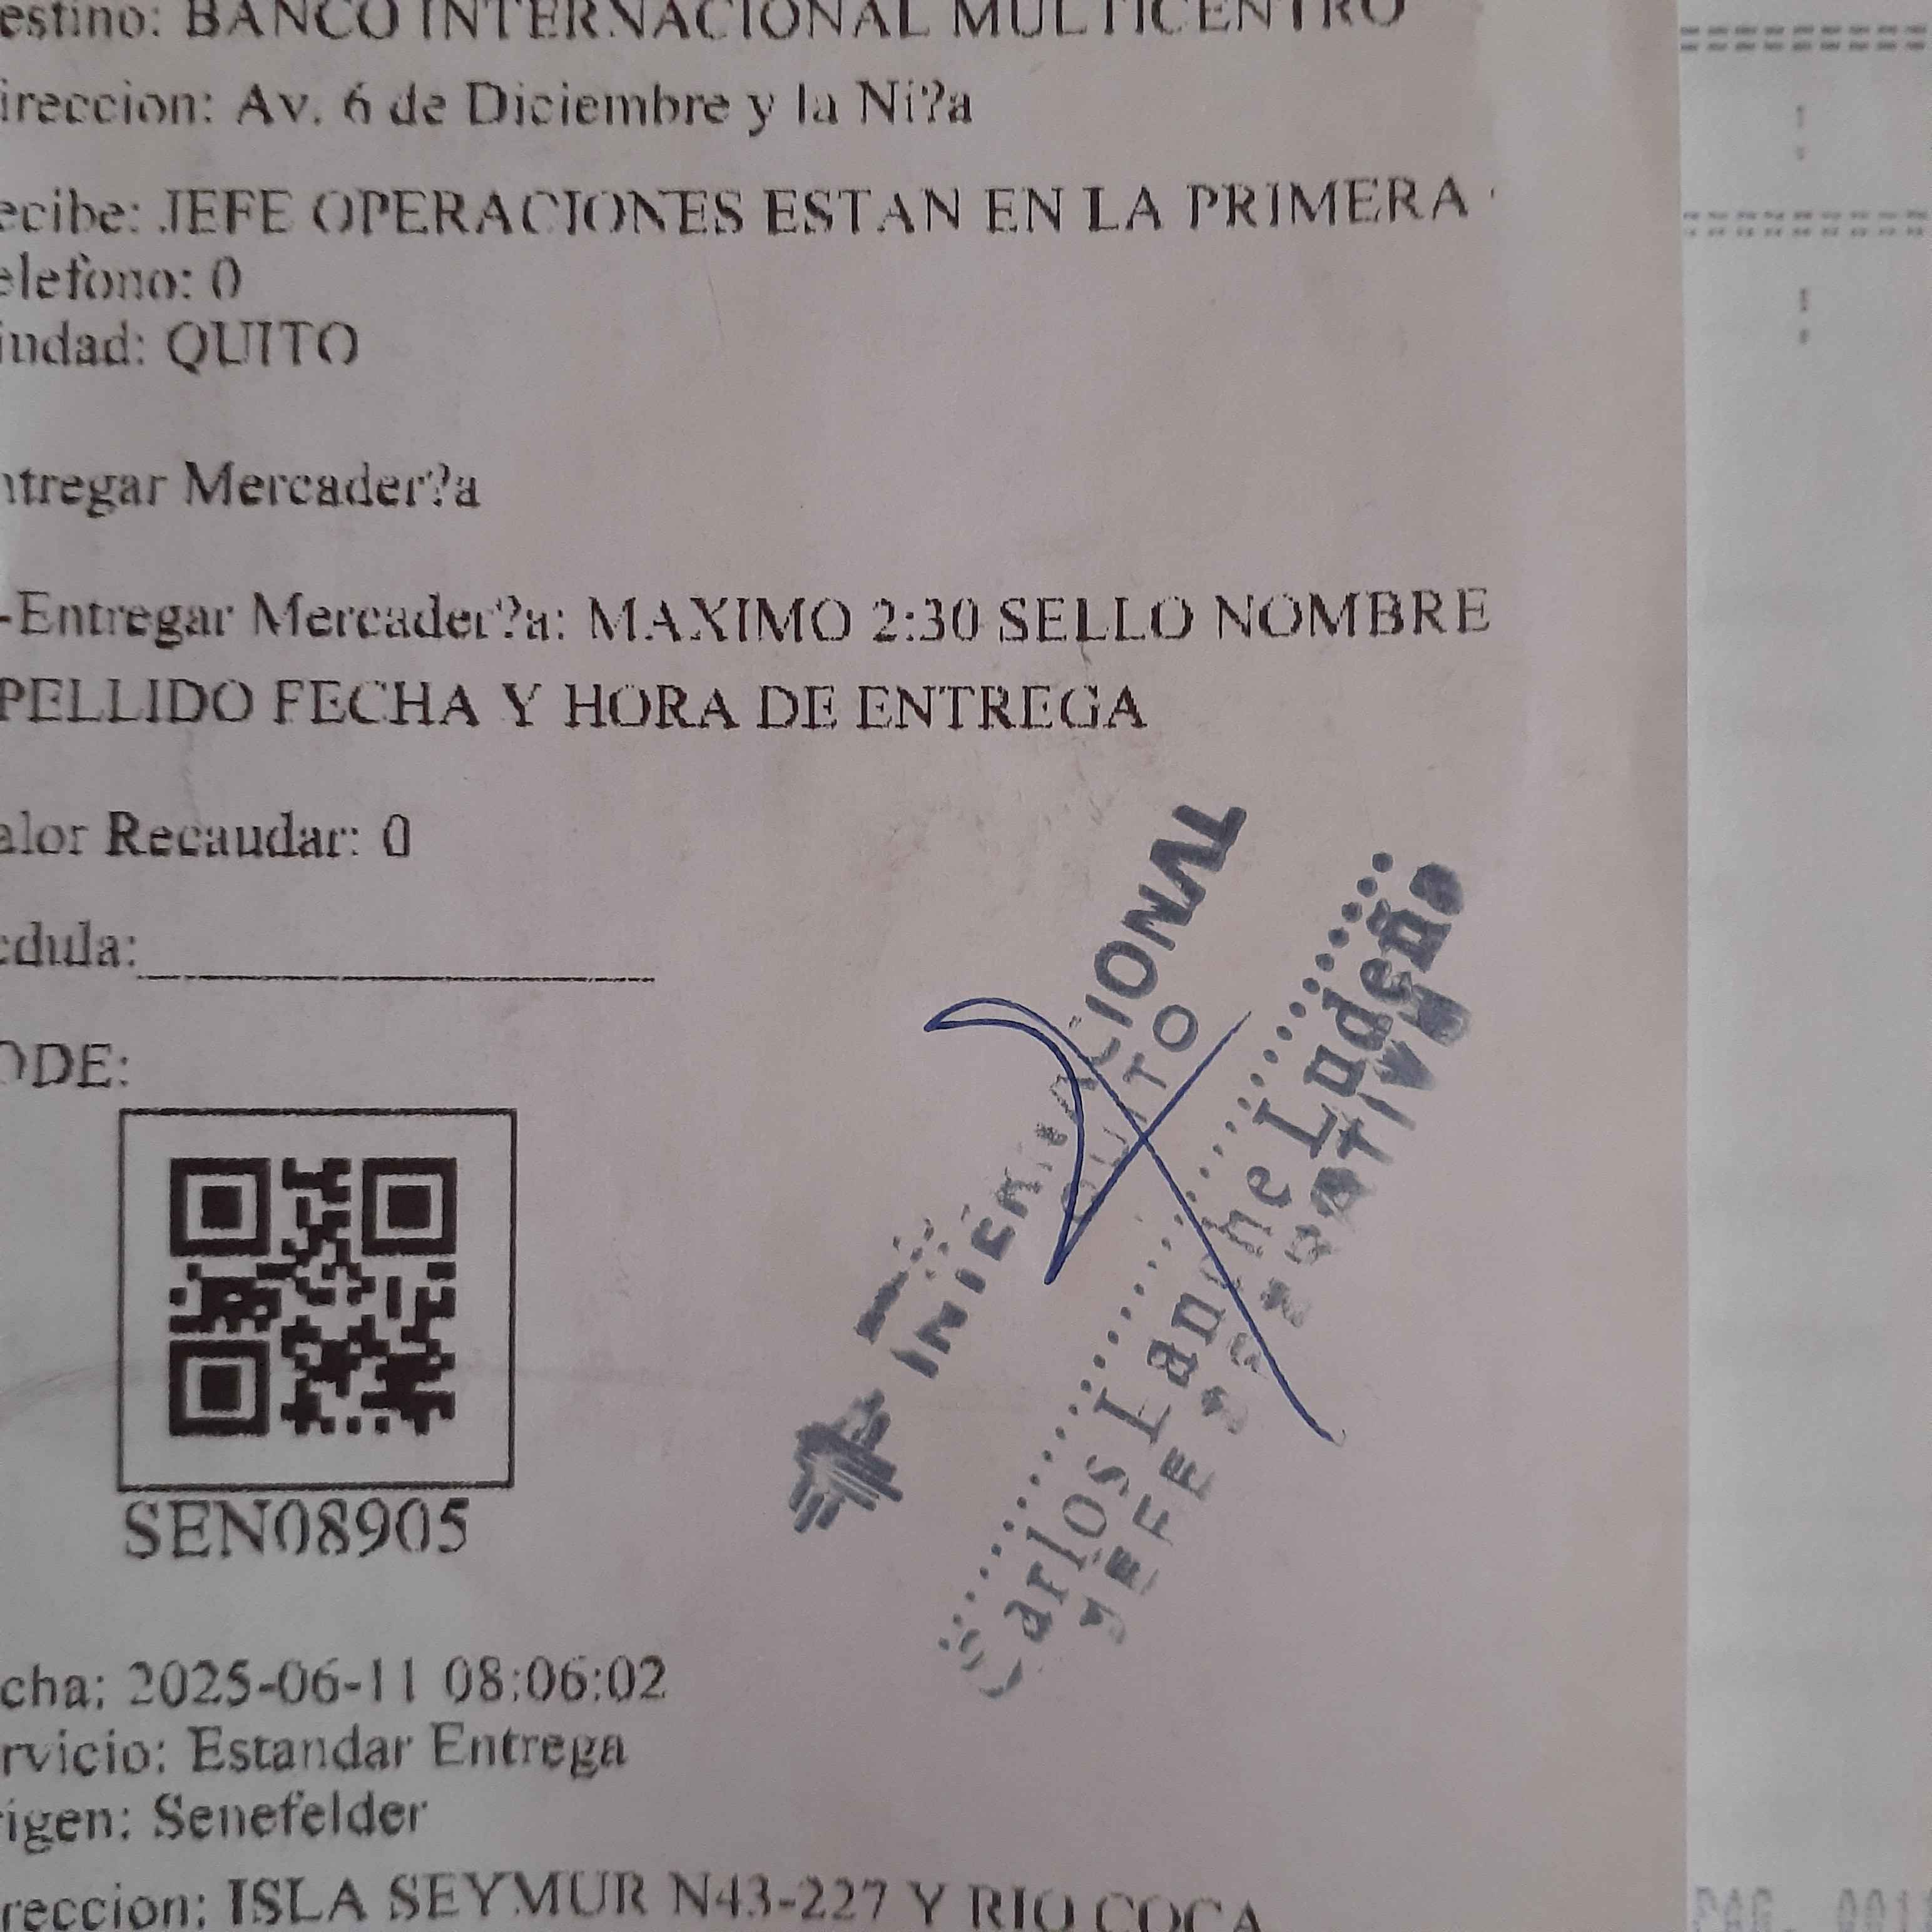 estino: BANCO INTERNACIONAL MULTICENTRO
ireccion: Av. 6 de Diciembre y la Ni?a
ecibe: JEFE OPERACIONES ESTAN EN LA PRIMERA
elefono: 0
iudad: QUITO
ntregar Mercader?a
-Entregar Mercader?a: MAXIMO 2:30 SELLO NOMBRE
PELLIDO FECHA Y HORA DE ENTREGA
alor Recaudar: 0
edula:
ODE:
SEN08905
INTERNACIONAL
QUITO
Carlos Lanche Ludeña
JEFE OPERATIVO
cha: 2025-06-11 08:06:02
rvicio: Estandar Entrega
rigen: Senefelder
reccion: ISLA SEYMUR N43-227 Y RIO COCA
PAG. 001